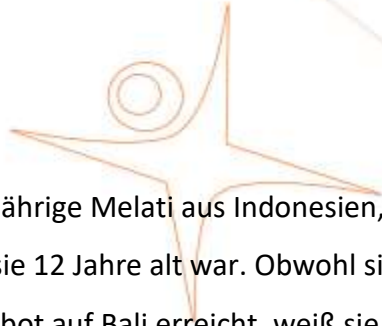 ährige Melati aus Indonesien,
sie 12 Jahre alt war. Obwohl si
bot auf Bali erreicht, weiß sie